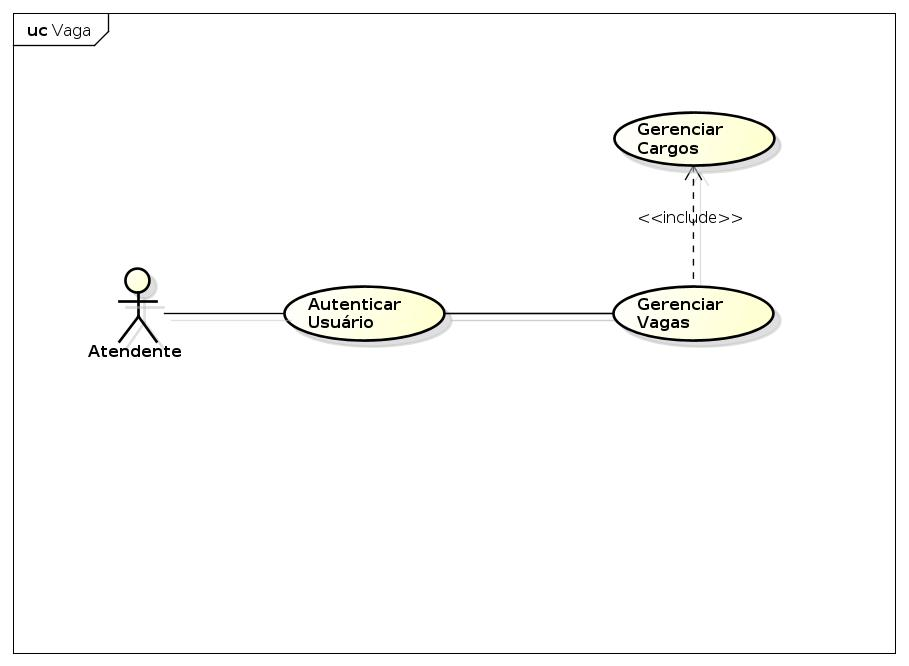 uc Vaga
Gerenciar
Cargos
<<include>>
Autenticar
Usuário
Gerenciar
Vagas
Atendente